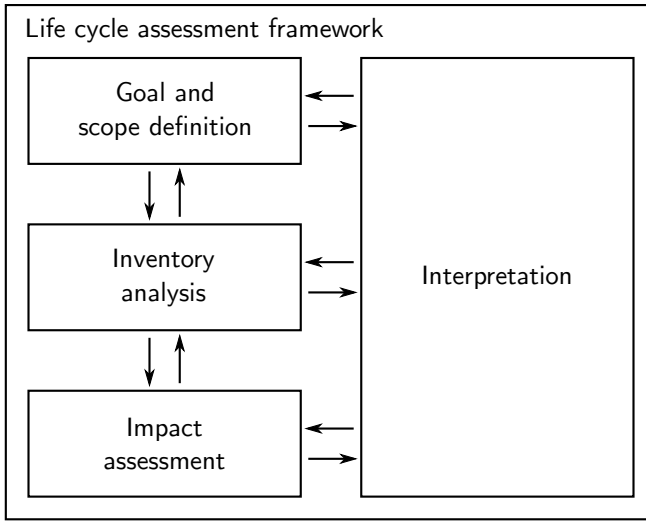 Life cycle assessment framework
Goal and
scope definition
Inventory
analysis
Interpretation
Impact
assessment